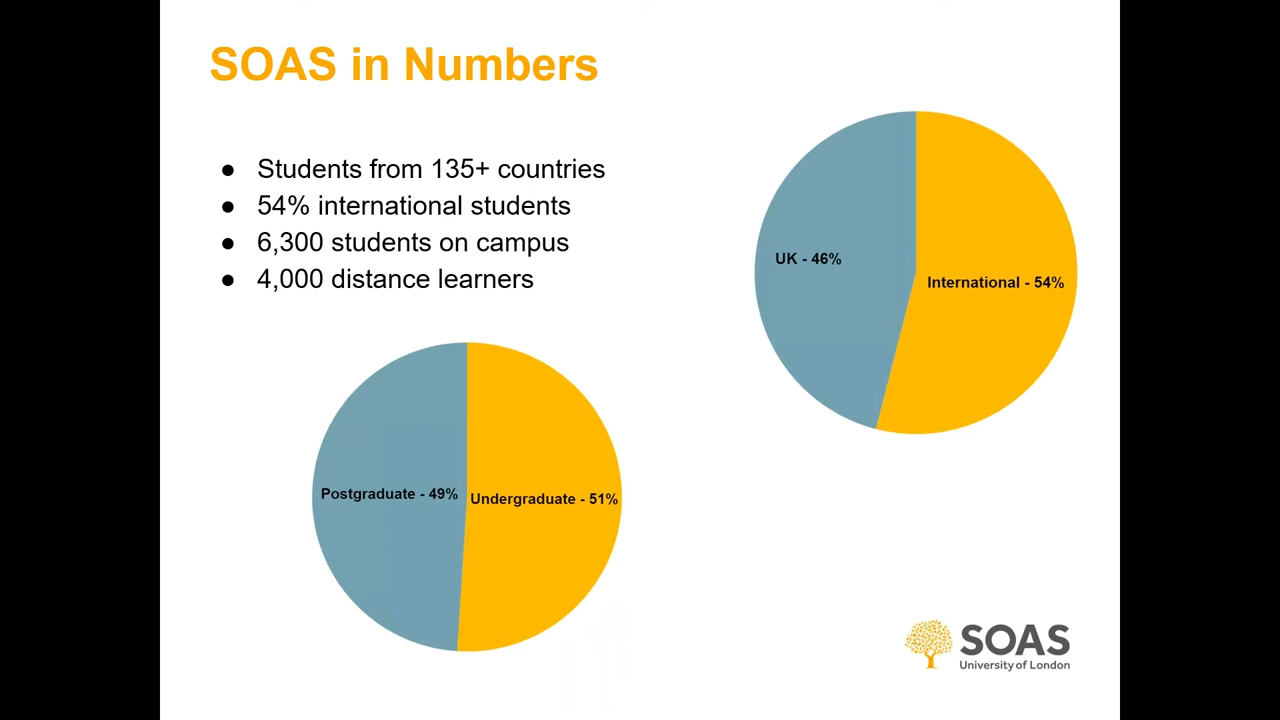 SOAS in Numbers
● Students from 135+ countries
● 54% international students
● 6,300 students on campus
● 4,000 distance learners
UK - 46%
International - 54%
Postgraduate - 49%
Undergraduate - 51%
SOAS
University of London